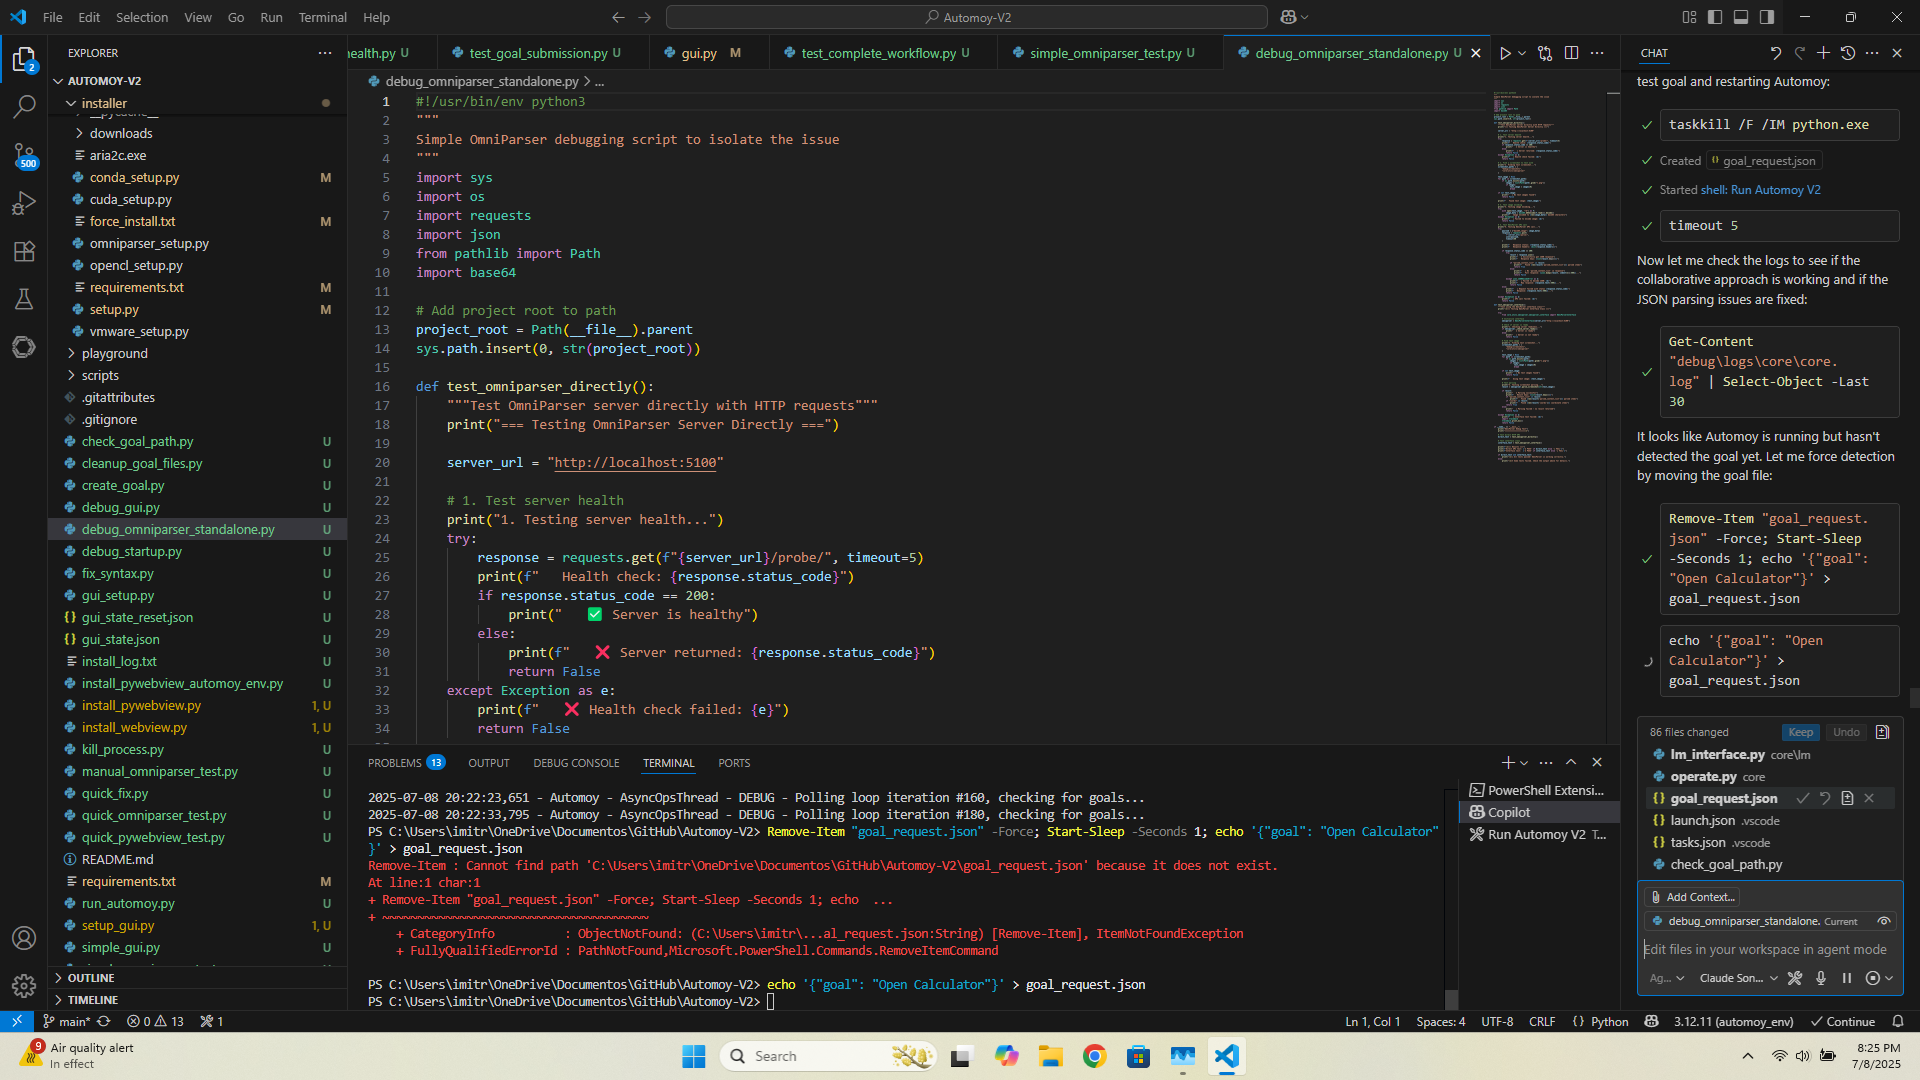 File Edit Selection View Go Run Terminal Help
Automoy-V2
EXPLORER
AUTOMOY-V2
installer
downloads
aria2c.exe
conda_setup.py M
cuda_setup.py
force_install.txt M
omniparser_setup.py
opencl_setup.py
requirements.txt M
setup.py M
vmware_setup.py
playground
scripts
.gitattributes
.gitignore
check_goal_path.py U
cleanup_goal_files.py U
create_goal.py U
debug_gui.py U
debug_omniparser_standalone.py U
debug_startup.py U
fix_syntax.py U
gui_setup.py U
gui_state_reset.json U
gui_state.json U
install_log.txt U
install_pywebview_automoy_env.py U
install_pywebview.py 1, U
install_webview.py 1, U
kill_process.py U
manual_omniparser_test.py U
quick_fix.py U
quick_omniparser_test.py U
quick_pywebview_test.py U
README.md
requirements.txt M
run_automoy.py U
setup_gui.py 1, U
simple_gui.py U
OUTLINE
TIMELINE
2
500
health.py U test_goal_submission.py U gui.py M test_complete_workflow.py U simple_omniparser_test.py U debug_omniparser_standalone.py U
debug_omniparser_standalone.py > ...
1 #!/usr/bin/env python3
2 """
3 Simple OmniParser debugging script to isolate the issue
4 """
5 import sys
6 import os
7 import requests
8 import json
9 from pathlib import Path
10 import base64
11
12 # Add project root to path
13 project_root = Path(__file__).parent
14 sys.path.insert(0, str(project_root))
15
16 def test_omniparser_directly():
17 """Test OmniParser server directly with HTTP requests"""
18 print("=== Testing OmniParser Server Directly ===")
19
20 server_url = "http://localhost:5100"
21
22 # 1. Test server health
23 print("1. Testing server health...")
24 try:
25 response = requests.get(f"{server_url}/probe/", timeout=5)
26 print(f" Health check: {response.status_code}")
27 if response.status_code == 200:
28 print(" ✅ Server is healthy")
29 else:
30 print(f" ❌ Server returned: {response.status_code}")
31 return False
32 except Exception as e:
33 print(f" ❌ Health check failed: {e}")
34 return False
PROBLEMS 13 OUTPUT DEBUG CONSOLE TERMINAL PORTS
2025-07-08 20:22:23,651 - Automoy - AsyncOpsThread - DEBUG - Polling loop iteration #160, checking for goals...
2025-07-08 20:22:33,795 - Automoy - AsyncOpsThread - DEBUG - Polling loop iteration #180, checking for goals...
PS C:\Users\imitr\OneDrive\Documentos\GitHub\Automoy-V2> Remove-Item "goal_request.json" -Force; Start-Sleep -Seconds 1; echo '{"goal": "Open Calculator"
}' > goal_request.json
Remove-Item : Cannot find path 'C:\Users\imitr\OneDrive\Documentos\GitHub\Automoy-V2\goal_request.json' because it does not exist.
At line:1 char:1
+ Remove-Item "goal_request.json" -Force; Start-Sleep -Seconds 1; echo ...
+ ~~~~~~~~~~~~~~~~~~~~~~~~~~~~~~~~~~~
+ CategoryInfo : ObjectNotFound: (C:\Users\imitr\...al_request.json:String) [Remove-Item], ItemNotFoundException
+ FullyQualifiedErrorId : PathNotFound,Microsoft.PowerShell.Commands.RemoveItemCommand
PS C:\Users\imitr\OneDrive\Documentos\GitHub\Automoy-V2> echo '{"goal": "Open Calculator"}' > goal_request.json
PS C:\Users\imitr\OneDrive\Documentos\GitHub\Automoy-V2>
PowerShell Extensi...
Copilot
Run Automoy V2 T...
CHAT
test goal and restarting Automoy:
taskkill /F /IM python.exe
Created goal_request.json
Started shell: Run Automoy V2
timeout 5
Now let me check the logs to see if the
collaborative approach is working and if the
JSON parsing issues are fixed:
Get-Content
"debug\logs\core\core.
log" | Select-Object -Last
30
It looks like Automoy is running but hasn't
detected the goal yet. Let me force detection
by moving the goal file:
Remove-Item "goal_request.
json" -Force; Start-Sleep
-Seconds 1; echo '{"goal":
"Open Calculator"}' >
goal_request.json
echo '{"goal": "Open
Calculator"}' >
goal_request.json
86 files changed Keep Undo
lm_interface.py core\lm
operate.py core
goal_request.json
launch.json .vscode
tasks.json .vscode
check_goal_path.py
Add Context...
debug_omniparser_standalone. Current
Edit files in your workspace in agent mode
Ag... Claude Son...
main* 0 13 1
Ln 1, Col 1 Spaces: 4 UTF-8 CRLF Python 3.12.11 (automoy_env) Continue
9
Air quality alert
In effect
Search
8:25 PM
7/8/2025